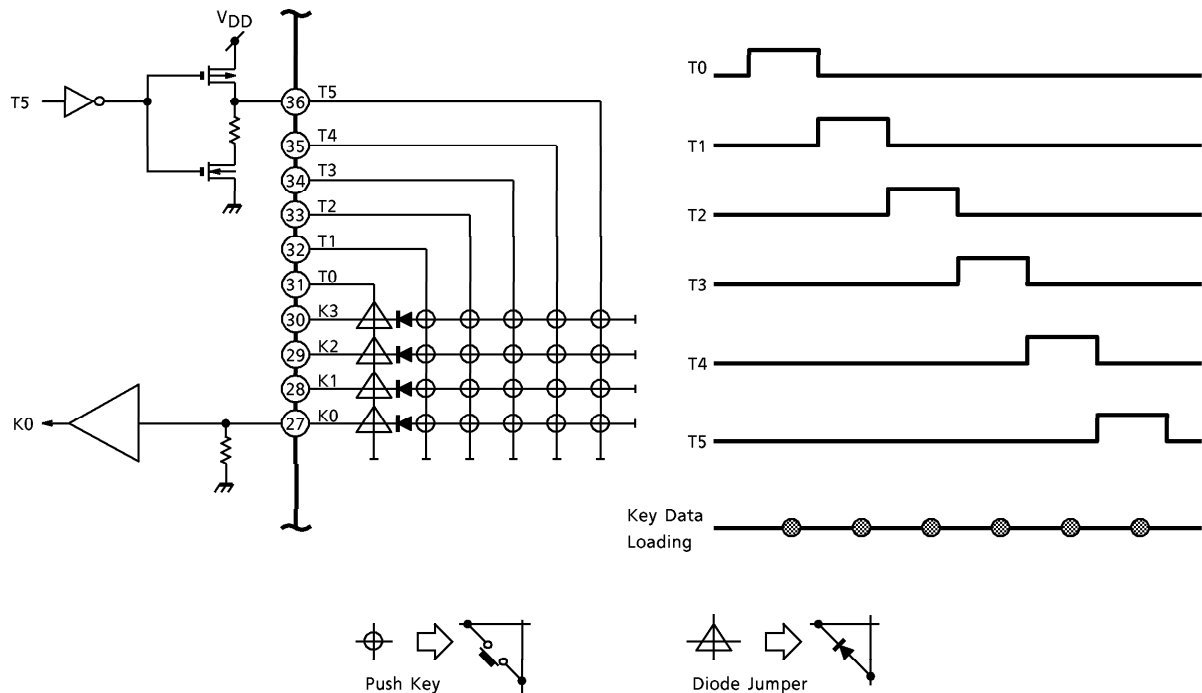 VDD
T5
36 T5
35 T4
34 T3
33 T2
32 T1
31 T0
30 K3
29 K2
28 K1
27 K0
K0
T0
T1
T2
T3
T4
T5
Key Data
Loading
Push Key
Diode Jumper